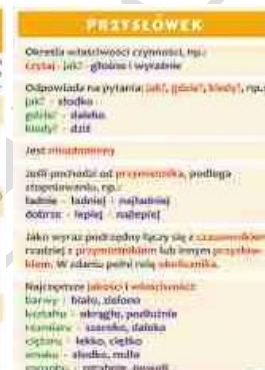 PRZYSŁÓWEK
Określa właściwości czynności, np.:
czytaj - jak? - głośno i wyraźnie
Odpowiada na pytania: jak?, gdzie?, kiedy?, np.:
jak? - słodko
gdzie? - daleko
kiedy? - dziś
Jest nieodmienny
Jeśli pochodzi od przymiotnika, podlega
stopniowaniu, np.:
ładnie - ładniej - najładniej
dobrze - lepiej - najlepiej
Jako wyraz podrzędny łączy się z czasownikiem
rzadziej z przymiotnikiem lub innym przysłów-
kiem. W zdaniu pełni rolę okolicznika.
Najczęstsze jakości i właściwości:
barwy - biało, zielono
kształtu - okrągło, podłużnie
rozmiaru - szeroko, daleko
ciężaru - lekko, ciężko
smaku - słodko, mdło